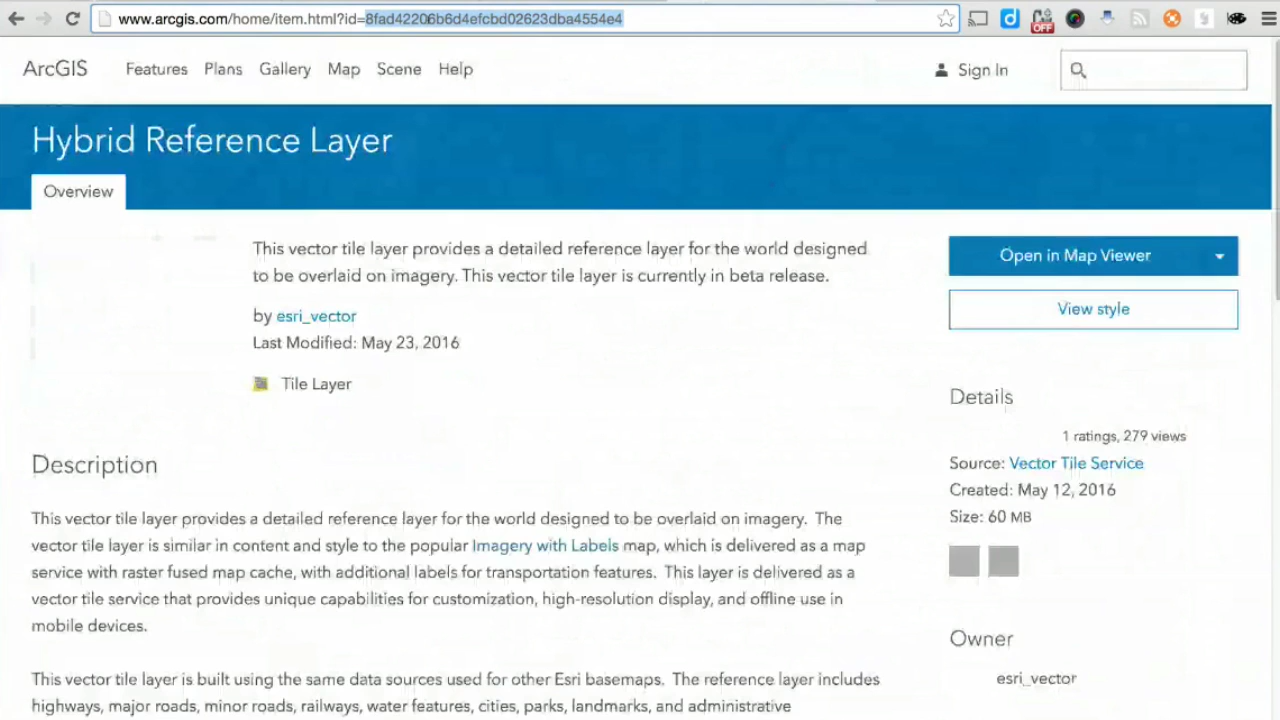 www.arcgis.com/home/item.html?id=8fad42206b6d4efcbd02623dba4554e4
OFF
ArcGIS Features Plans Gallery Map Scene Help Sign In
Hybrid Reference Layer
Overview
This vector tile layer provides a detailed reference layer for the world designed
to be overlaid on imagery. This vector tile layer is currently in beta release.
by esri_vector
Last Modified: May 23, 2016
Tile Layer
Open in Map Viewer
View style
Description
This vector tile layer provides a detailed reference layer for the world designed to be overlaid on imagery. The
vector tile layer is similar in content and style to the popular Imagery with Labels map, which is delivered as a map
service with raster fused map cache, with additional labels for transportation features. This layer is delivered as a
vector tile service that provides unique capabilities for customization, high-resolution display, and offline use in
mobile devices.
This vector tile layer is built using the same data sources used for other Esri basemaps. The reference layer includes
highways, major roads, minor roads, railways, water features, cities, parks, landmarks, and administrative
Details
1 ratings, 279 views
Source: Vector Tile Service
Created: May 12, 2016
Size: 60 MB
Owner
esri_vector